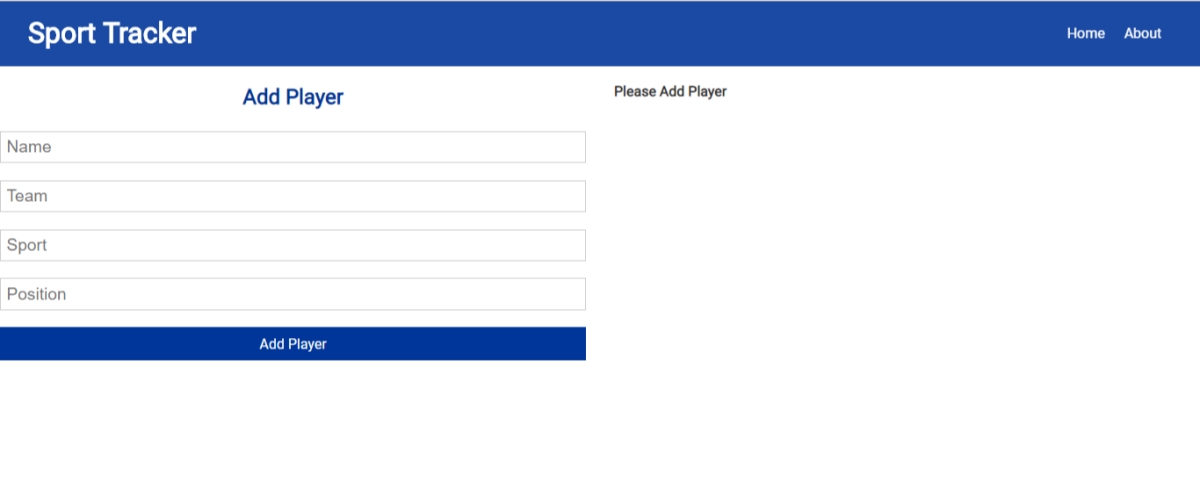 Sport Tracker
Home About
Add Player
Name
Team
Sport
Position
Add Player
Please Add Player